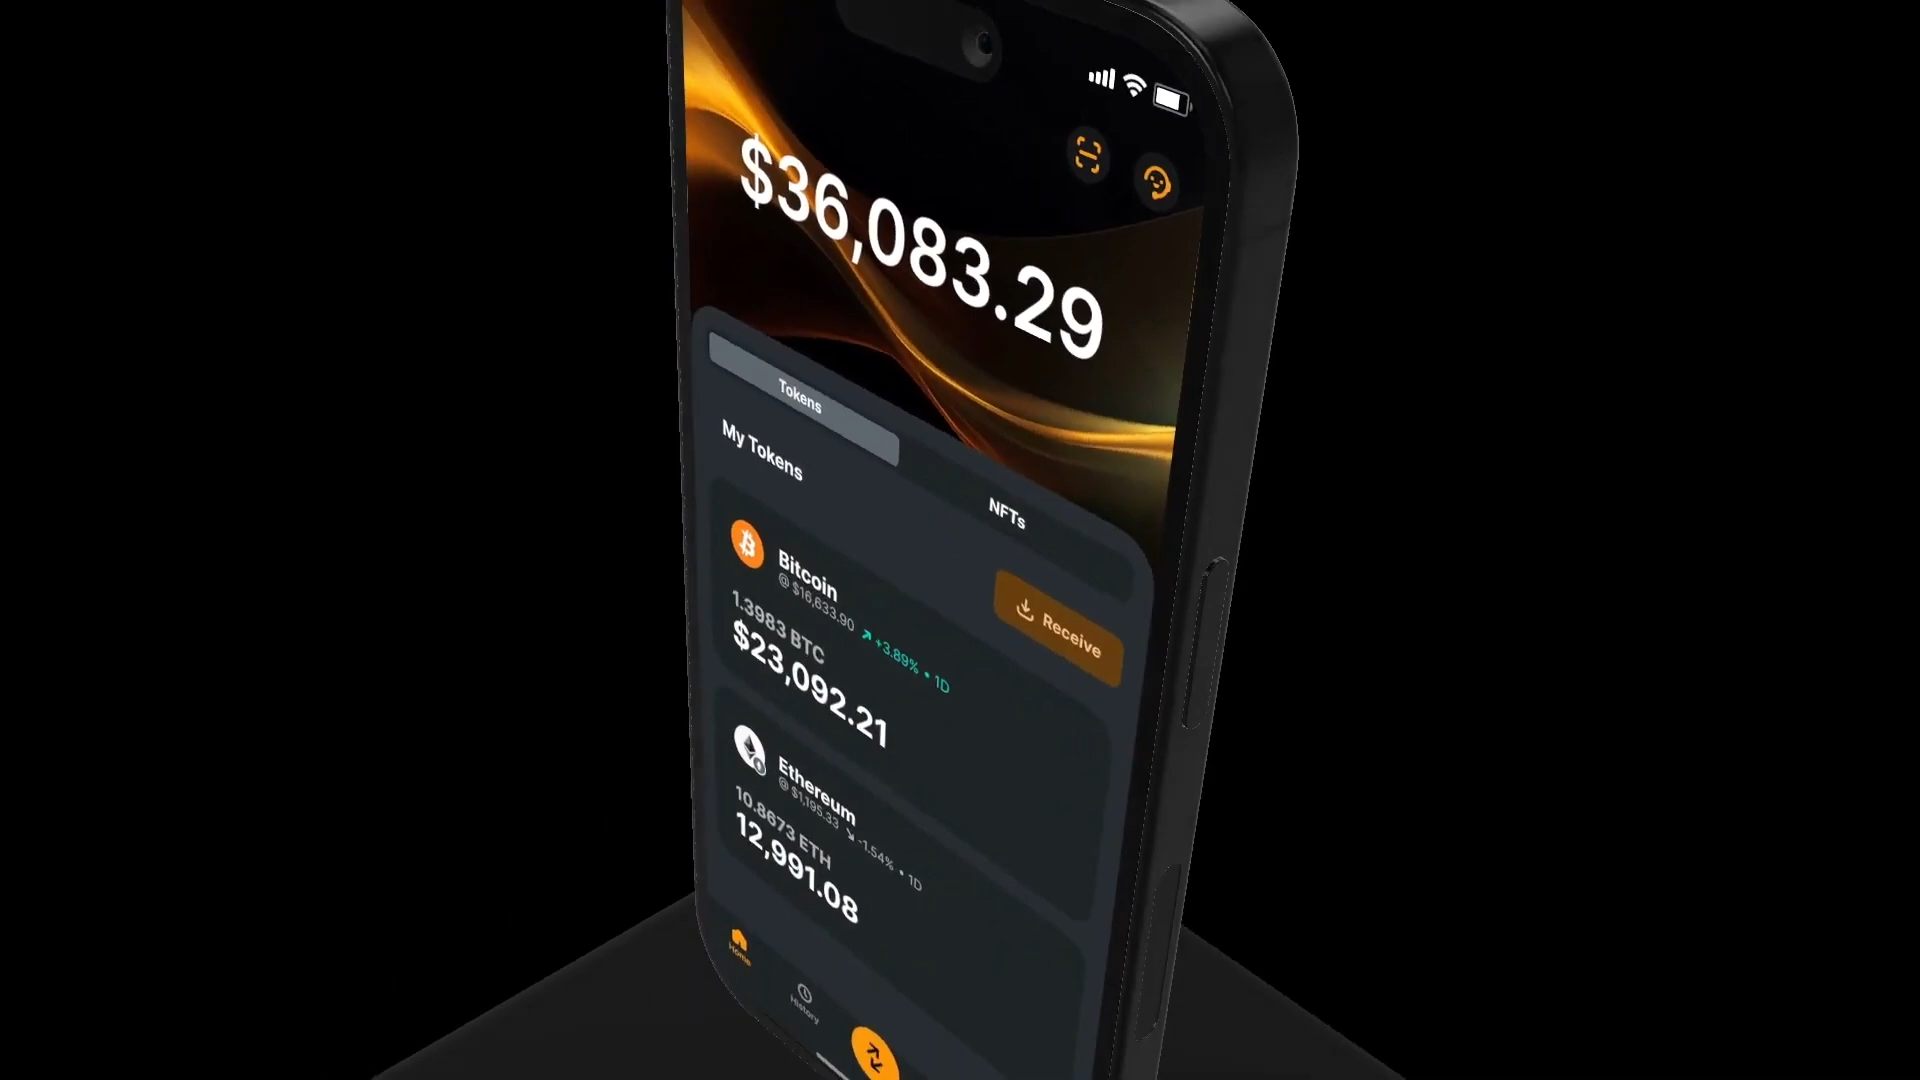 $36,083.29
Tokens
NFTs
My Tokens
Receive
Bitcoin
@ $16,633.90 +3.89% • 1D
1.3983 BTC
$23,092.21
Ethereum
@ $1,195.33 -1.54% • 1D
10.8673 ETH
12,991.08
Home
History